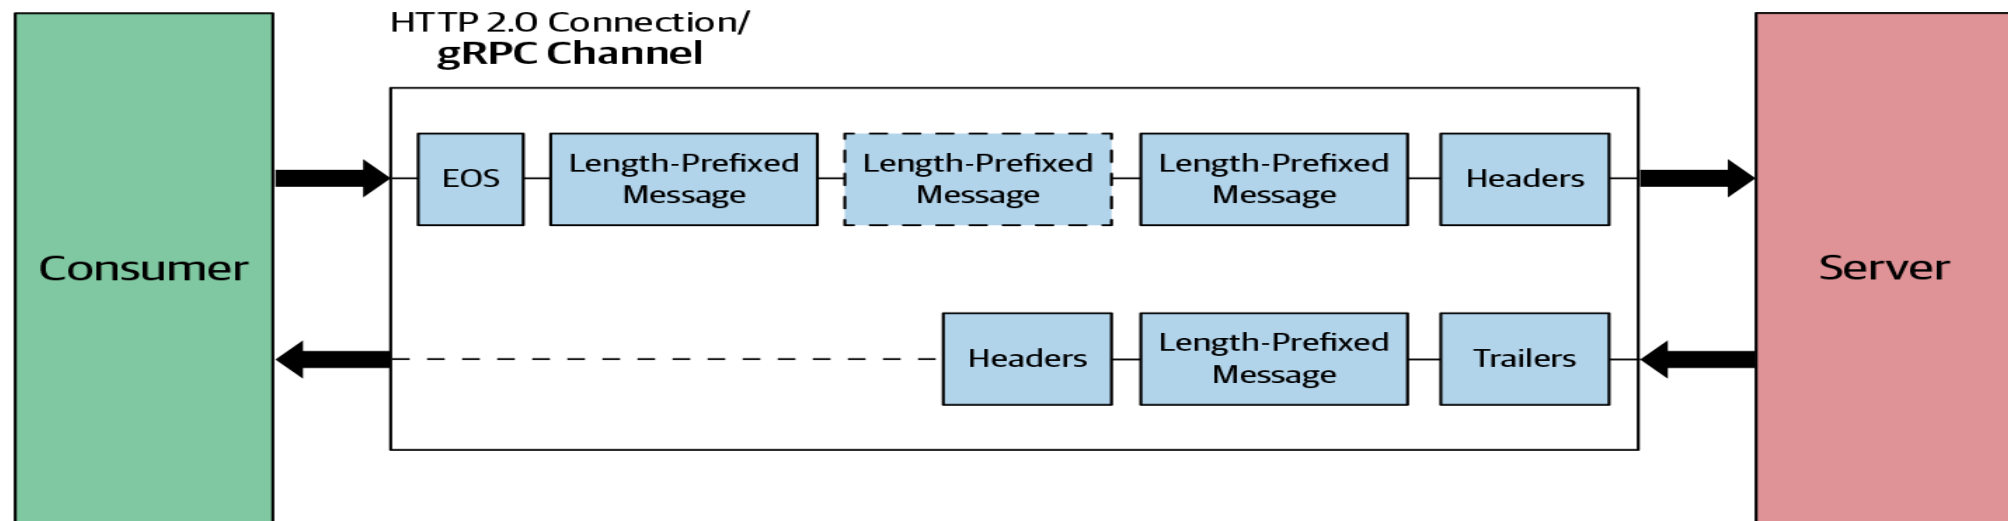 HTTP 2.0 Connection/
gRPC Channel
Consumer
EOS
Length-Prefixed
Message
Length-Prefixed
Message
Length-Prefixed
Message
Headers
Server
Headers
Length-Prefixed
Message
Trailers